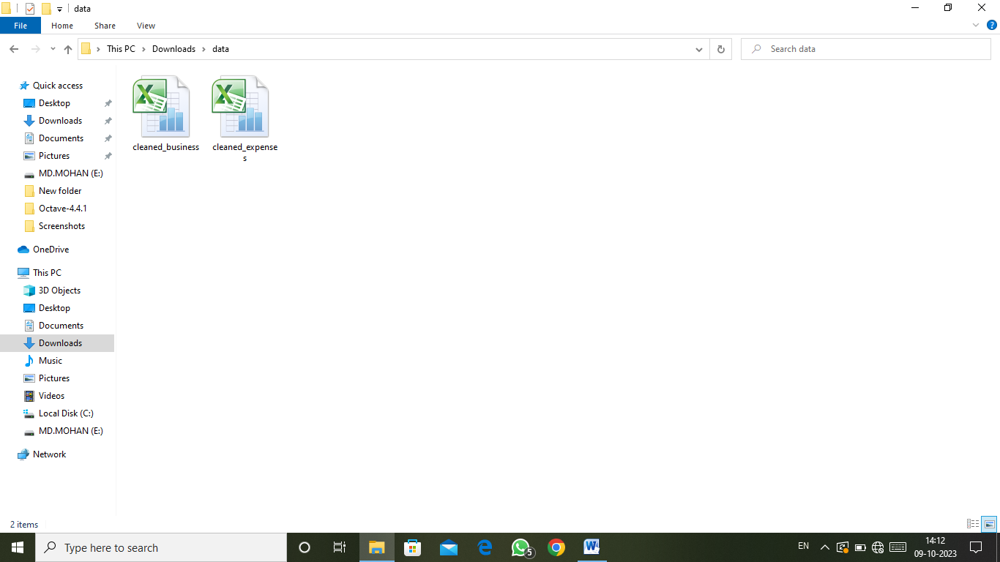 data
File Home Share View
This PC Downloads data
Search data
Quick access
Desktop
Downloads
Documents
Pictures
MD.MOHAN (E:)
New folder
Octave-4.4.1
Screenshots
OneDrive
This PC
3D Objects
Desktop
Documents
Downloads
Music
Pictures
Videos
Local Disk (C:)
MD.MOHAN (E:)
Network
cleaned_business
cleaned_expense
s
2 items
Type here to search
5
EN
14:12
09-10-2023